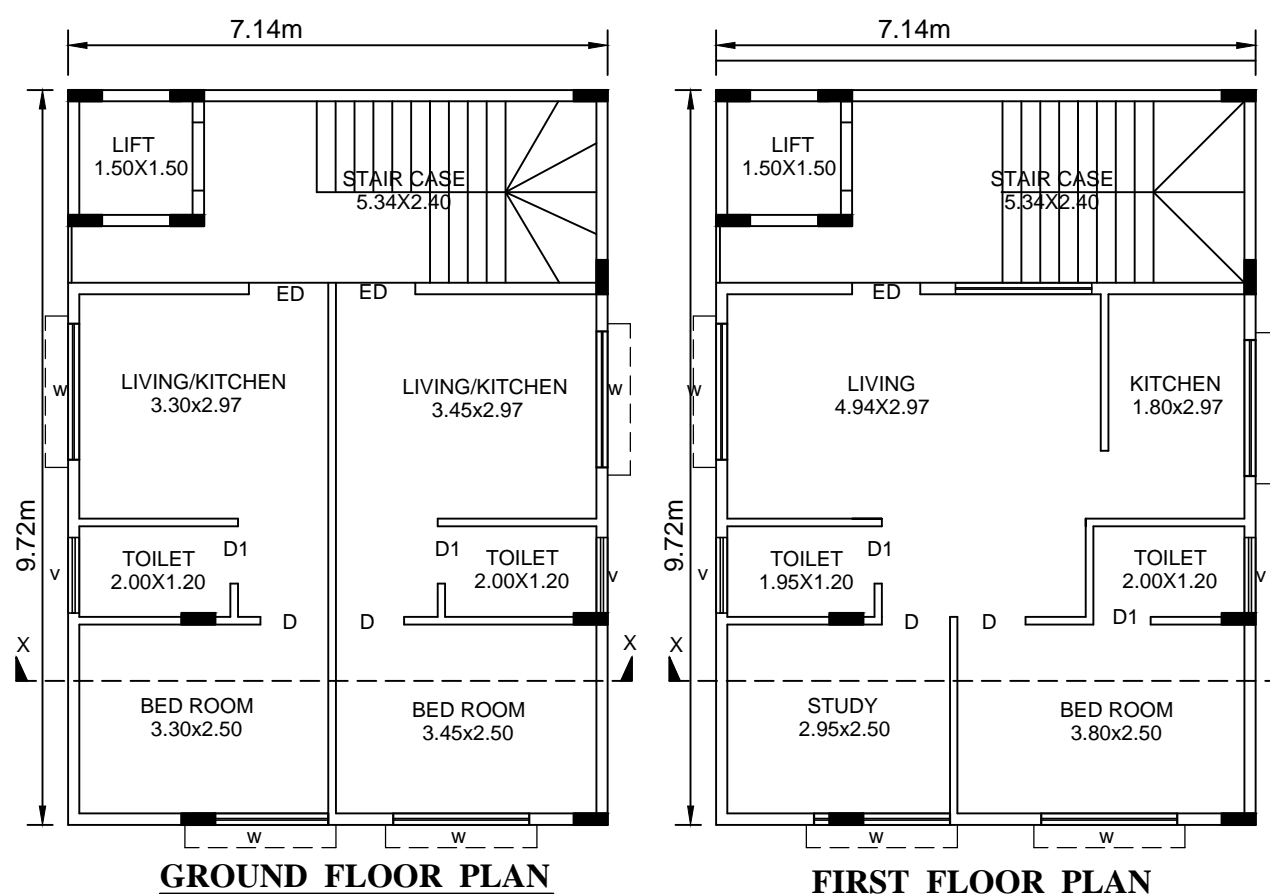 7.14m
9.72m
LIFT
1.50X1.50
STAIR CASE
5.34X2.40
ED
ED
LIVING/KITCHEN
3.30x2.97
LIVING/KITCHEN
3.45x2.97
w
w
TOILET
2.00X1.20
D1
D1
TOILET
2.00X1.20
v
v
D
D
X
X
BED ROOM
3.30x2.50
BED ROOM
3.45x2.50
w
w
GROUND FLOOR PLAN
7.14m
9.72m
LIFT
1.50X1.50
STAIR CASE
5.34X2.40
ED
LIVING
4.94X2.97
KITCHEN
1.80x2.97
w
TOILET
1.95X1.20
D1
TOILET
2.00X1.20
v
v
D
D
D1
X
STUDY
2.95x2.50
BED ROOM
3.80x2.50
w
w
FIRST FLOOR PLAN